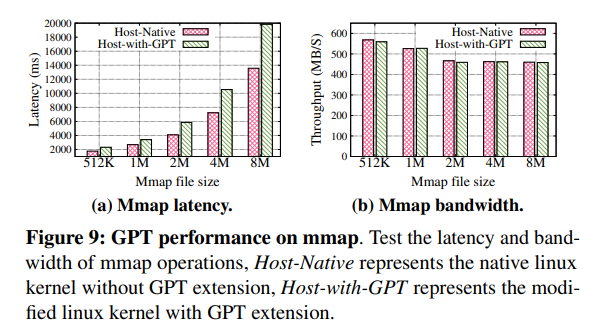 20000
18000
16000
14000
12000
10000
8000
6000
4000
2000
Latency (ms)
Host-Native
Host-with-GPT
512K 1M 2M 4M 8M
Mmap file size
(a) Mmap latency.
600
500
400
300
200
100
0
Throughput (MB/S)
Host-Native
Host-with-GPT
512K 1M 2M 4M 8M
Mmap file size
(b) Mmap bandwidth.
Figure 9: GPT performance on mmap. Test the latency and band-
width of mmap operations, Host-Native represents the native linux
kernel without GPT extension, Host-with-GPT represents the modi-
fied linux kernel with GPT extension.